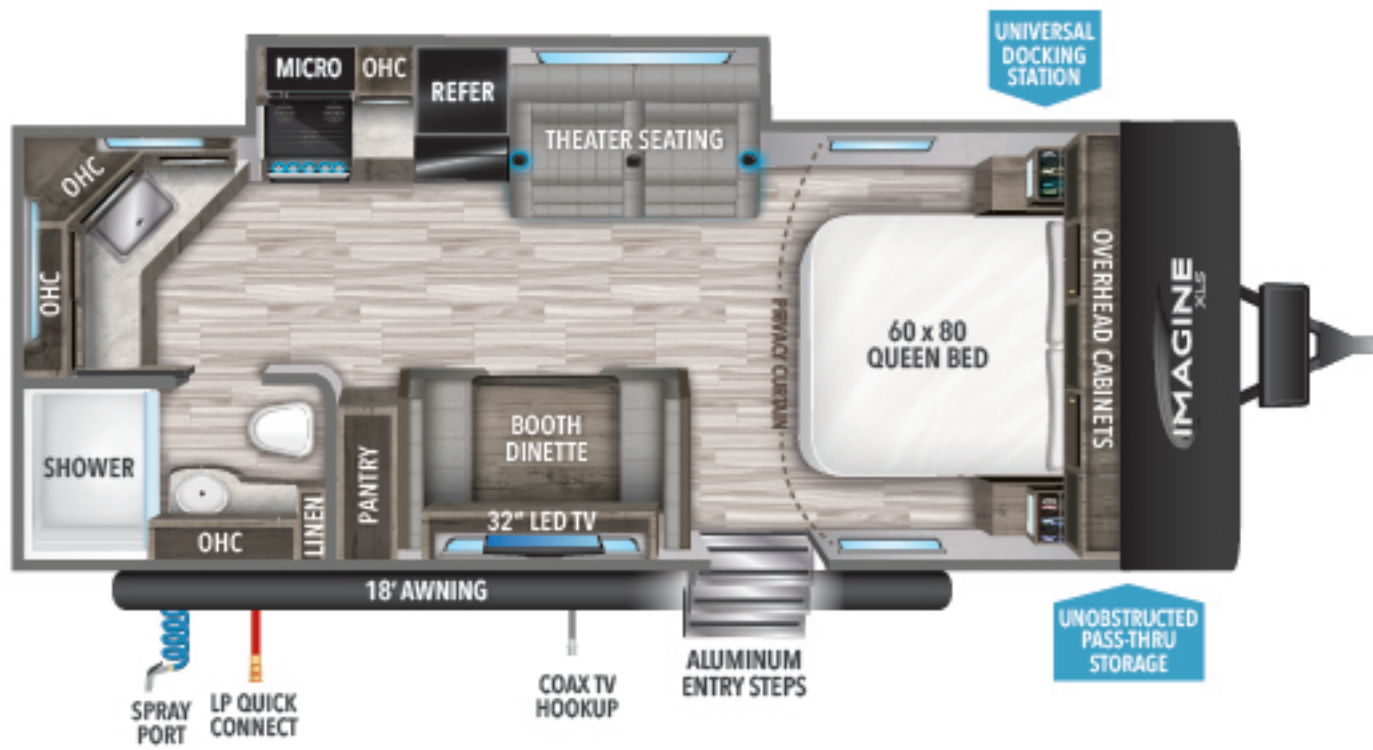 UNIVERSAL
DOCKING
STATION
MICRO
OHC
REFER
THEATER SEATING
OHC
OHC
OVERHEAD CABINETS
IMAGINE
XLS
60 x 80
QUEEN BED
PRIVACY CURTAIN
BOOTH
DINETTE
SHOWER
PANTRY
LINEN
32" LED TV
OHC
18' AWNING
UNOBSTRUCTED
PASS-THRU
STORAGE
ALUMINUM
ENTRY STEPS
COAX TV
HOOKUP
SPRAY
PORT
LP QUICK
CONNECT